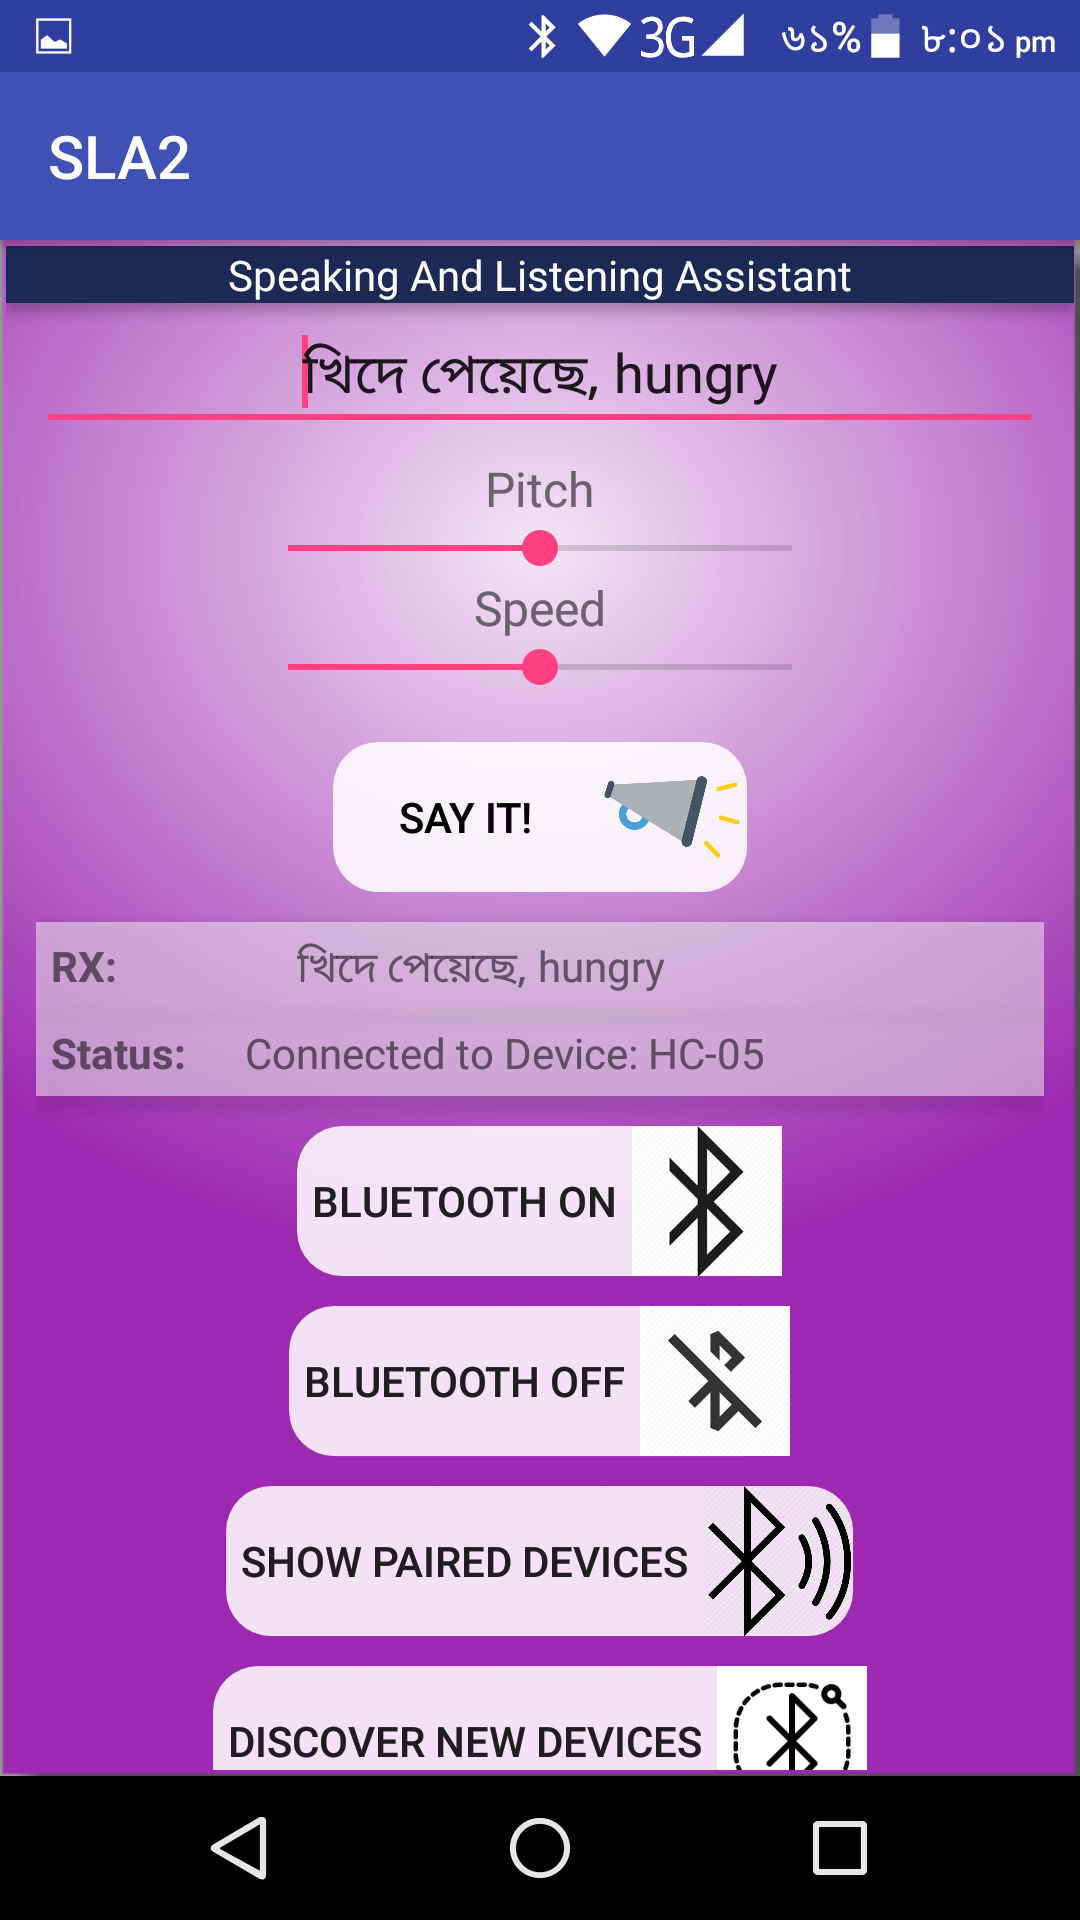 3G ৬১% ৮:০১ pm
SLA2
Speaking And Listening Assistant
খিদে পেয়েছে, hungry
Pitch
Speed
SAY IT!
RX: খিদে পেয়েছে, hungry
Status: Connected to Device: HC-05
BLUETOOTH ON
BLUETOOTH OFF
SHOW PAIRED DEVICES
DISCOVER NEW DEVICES